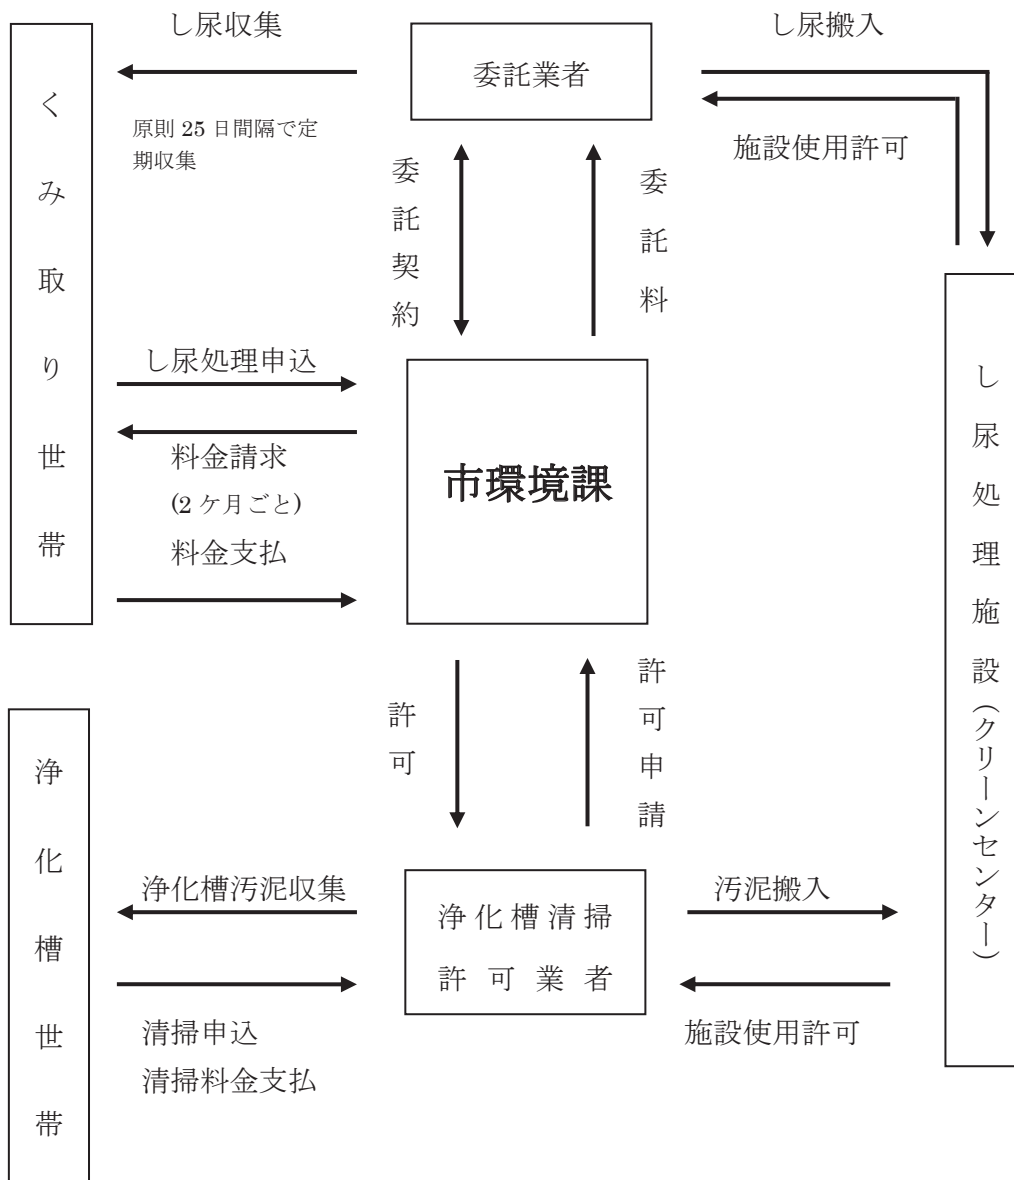 し尿収集
し尿搬入
委託業者
くみ取り世帯
原則 25 日間隔で定
期収集
施設使用許可
委託契約
委託料
し尿処理申込
料金請求
(2 ケ月ごと)
料金支払
市環境課
し尿処理施設(クリーンセンター)
許可
許可申請
浄化槽世帯
浄化槽汚泥収集
浄化槽清掃
許可業者
汚泥搬入
清掃申込
清掃料金支払
施設使用許可